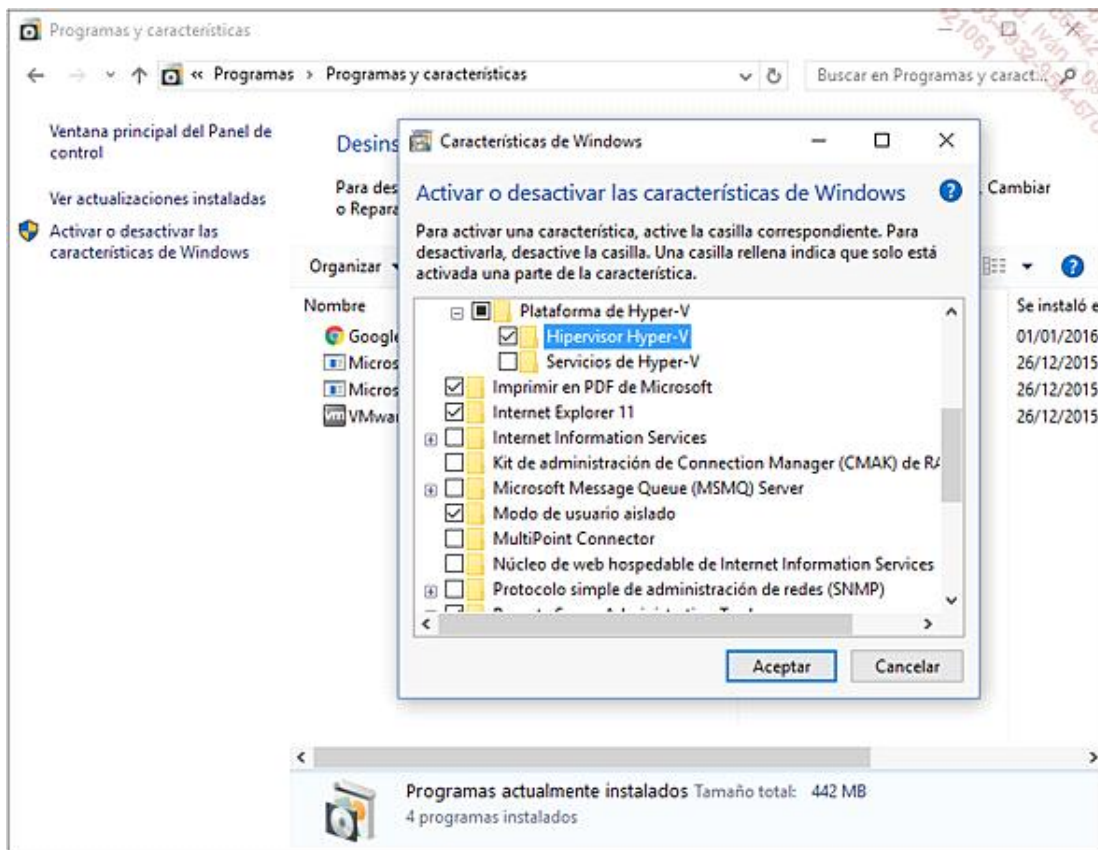 Programas y características
« Programas › Programas y características
Buscar en Programas y caract...
Ventana principal del Panel de
control
Ver actualizaciones instaladas
Activar o desactivar las
características de Windows
Desins
Para des
o Repara
Cambiar
Organizar
Nombre
Se instaló e
Google
01/01/2016
Micros
26/12/2015
Micros
26/12/2015
VMwar
26/12/2015
Características de Windows
Activar o desactivar las características de Windows
Para activar una característica, active la casilla correspondiente. Para
desactivarla, desactive la casilla. Una casilla rellena indica que solo está
activada una parte de la característica.
Plataforma de Hyper-V
Hipervisor Hyper-V
Servicios de Hyper-V
Imprimir en PDF de Microsoft
Internet Explorer 11
Internet Information Services
Kit de administración de Connection Manager (CMAK) de RA
Microsoft Message Queue (MSMQ) Server
Modo de usuario aislado
MultiPoint Connector
Núcleo de web hospedable de Internet Information Services
Protocolo simple de administración de redes (SNMP)
Aceptar
Cancelar
Programas actualmente instalados Tamaño total: 442 MB
4 programas instalados